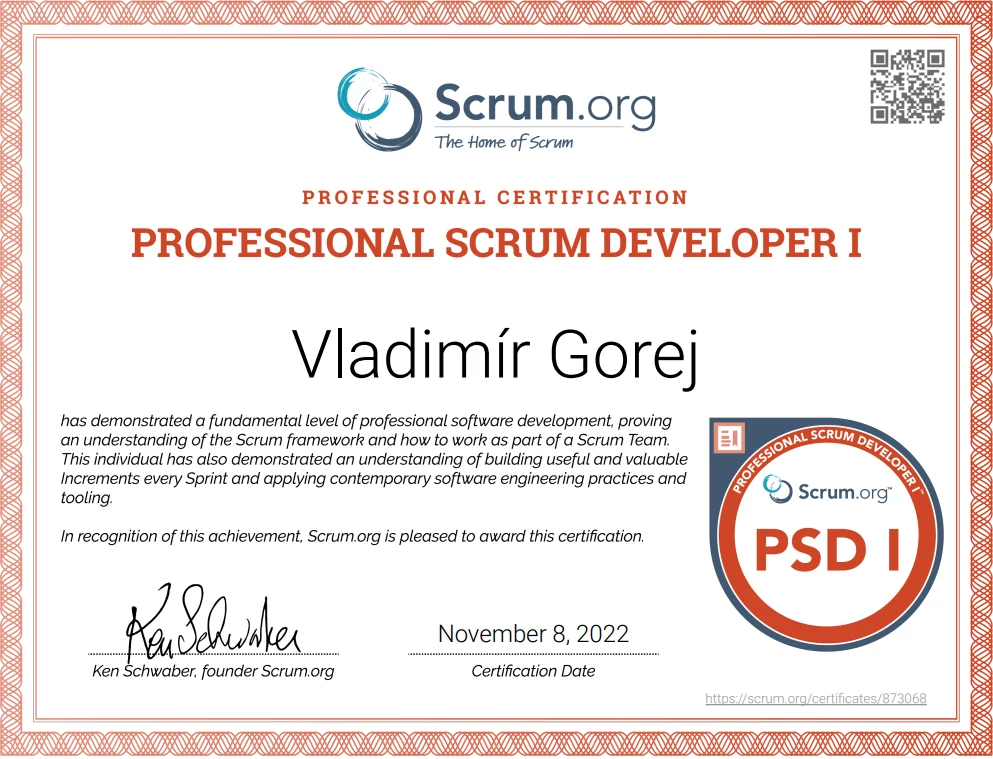 Scrum.org
The Home of Scrum
PROFESSIONAL CERTIFICATION
PROFESSIONAL SCRUM DEVELOPER I
Vladimír Gorej
has demonstrated a fundamental level of professional software development, proving
an understanding of the Scrum framework and how to work as part of a Scrum Team.
This individual has also demonstrated an understanding of building useful and valuable
Increments every Sprint and applying contemporary software engineering practices and
tooling.
In recognition of this achievement, Scrum.org is pleased to award this certification.
PROFESSIONAL SCRUM DEVELOPER I™
Scrum.org™
PSD I
Ken Schwaber
November 8, 2022
Ken Schwaber, founder Scrum.org
Certification Date
https://scrum.org/certificates/873068